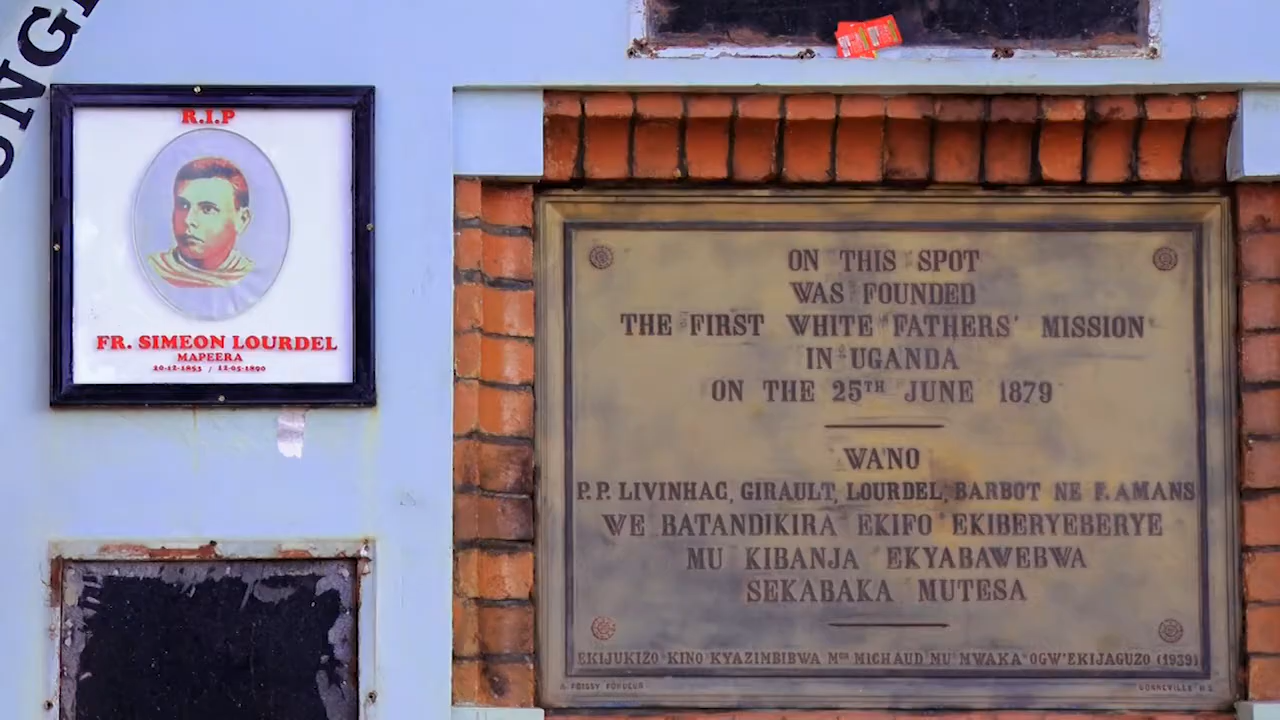 R.I.P
FR. SIMEON LOURDEL
MAPEERA
20-12-1853 / 12-05-1890
ON THIS SPOT
WAS FOUNDED
THE FIRST WHITE FATHERS' MISSION
IN UGANDA
ON THE 25TH JUNE 1879
WANO
P.P. LIVINHAC, GIRAULT, LOURDEL, BARBOT NE F. AMANS
WE BATANDIKIRA EKIFO EKIBERYEBERYE
MU KIBANJA EKYABAWEBWA
SEKABAKA MUTESA
EKIJUKIZO KINO KYAZIMBIBWA MGR MICHAUD MU MWAKA OGW'EKIJAGUZO (1939)